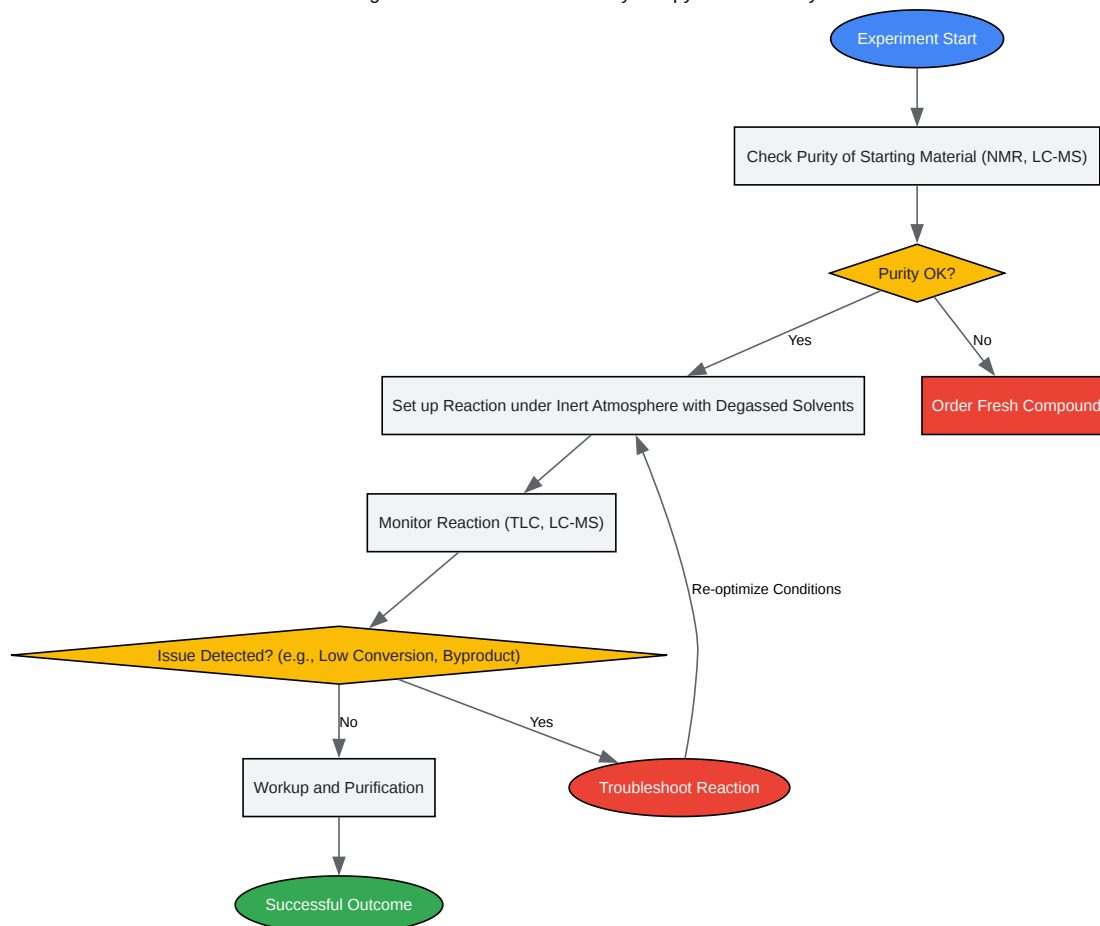 Experiment Start
Check Purity of Starting Material (NMR, LC-MS)
Purity OK?
Yes
No
Set up Reaction under Inert Atmosphere with Degassed Solvents
Order Fresh Compound
Monitor Reaction (TLC, LC-MS)
Re-optimize Conditions
Issue Detected? (e.g., Low Conversion, Byproduct)
No
Yes
Workup and Purification
Troubleshoot Reaction
Successful Outcome